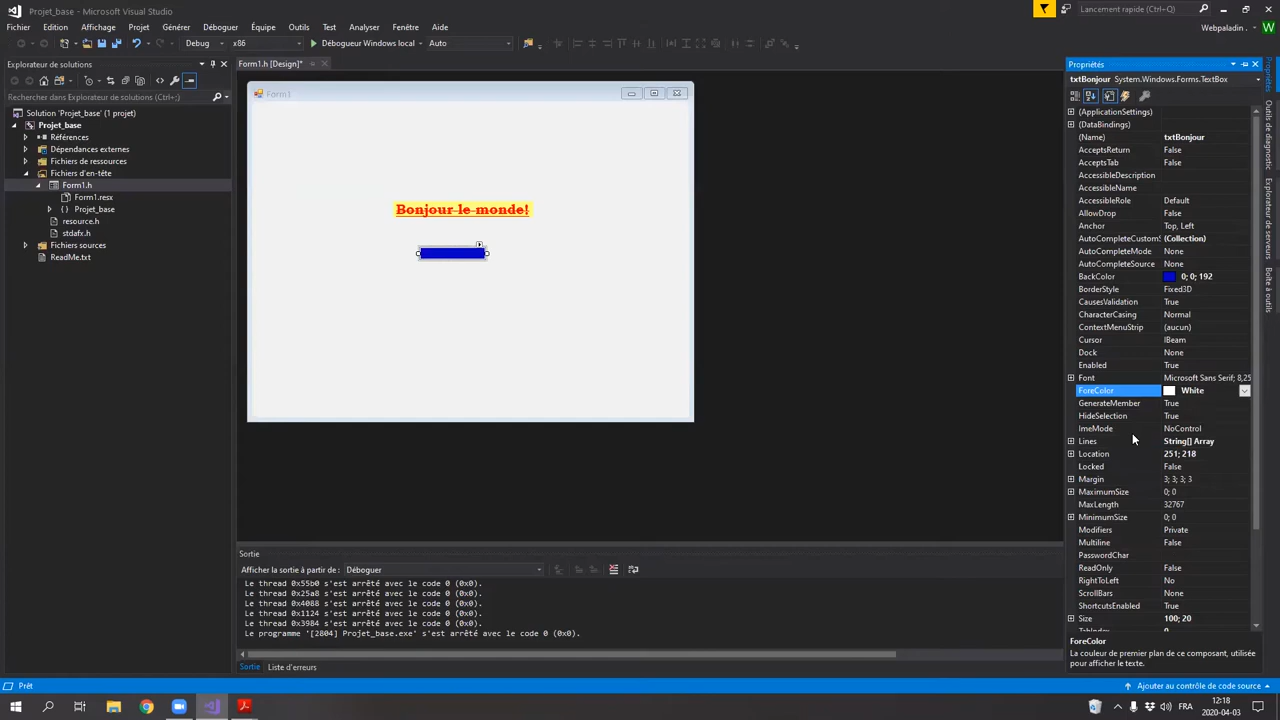 Projet_base - Microsoft Visual Studio
Lancement rapide (Ctrl+;)
Fichier Edition Affichage Projet Générer Déboguer Équipe Outils Test Analyser Fenêtre Aide
Webpaladin .
Debug x86 Débogueur Windows local Auto
Explorateur de solutions
Rechercher dans Explorateur de solutions (Ctrl+;)
Solution 'Projet_base' (1 projet)
Projet_base
Références
Dépendances externes
Fichiers de ressources
Fichiers d'en-tête
Form1.h
Form1.resx
{ } Projet_base
resource.h
stdafx.h
Fichiers sources
ReadMe.txt
Form1.h [Design]*
Form1
Bonjour le monde!
Sortie
Afficher la sortie à partir de : Déboguer
Le thread 0x55b0 s'est arrêté avec le code 0 (0x0).
Le thread 0x25a8 s'est arrêté avec le code 0 (0x0).
Le thread 0x4088 s'est arrêté avec le code 0 (0x0).
Le thread 0x1124 s'est arrêté avec le code 0 (0x0).
Le thread 0x3984 s'est arrêté avec le code 0 (0x0).
Le programme '[2804] Projet_base.exe' s'est arrêté avec le code 0 (0x0).
Sortie Liste d'erreurs
Propriétés
txtBonjour System.Windows.Forms.TextBox
(ApplicationSettings)
(DataBindings)
(Name) txtBonjour
AcceptsReturn False
AcceptsTab False
AccessibleDescription
AccessibleName
AccessibleRole Default
AllowDrop False
Anchor Top, Left
AutoCompleteCustomS (Collection)
AutoCompleteMode None
AutoCompleteSource None
BackColor 0; 0; 192
BorderStyle Fixed3D
CausesValidation True
CharacterCasing Normal
ContextMenuStrip (aucun)
Cursor IBeam
Dock None
Enabled True
Font Microsoft Sans Serif; 8,25
ForeColor White
GenerateMember True
HideSelection True
ImeMode NoControl
Lines String[] Array
Location 251; 218
Locked False
Margin 3; 3; 3; 3
MaximumSize 0; 0
MaxLength 32767
MinimumSize 0; 0
Modifiers Private
Multiline False
PasswordChar
ReadOnly False
RightToLeft No
ScrollBars None
ShortcutsEnabled True
Size 100; 20
TabIndex 0
ForeColor
La couleur de premier plan de ce composant, utilisée
pour afficher le texte.
Propriétés
Outils de diagnostic
Explorateur de serveurs
Boîte à outils
Prêt
Ajouter au contrôle de code source
FRA
12:18
2020-04-03